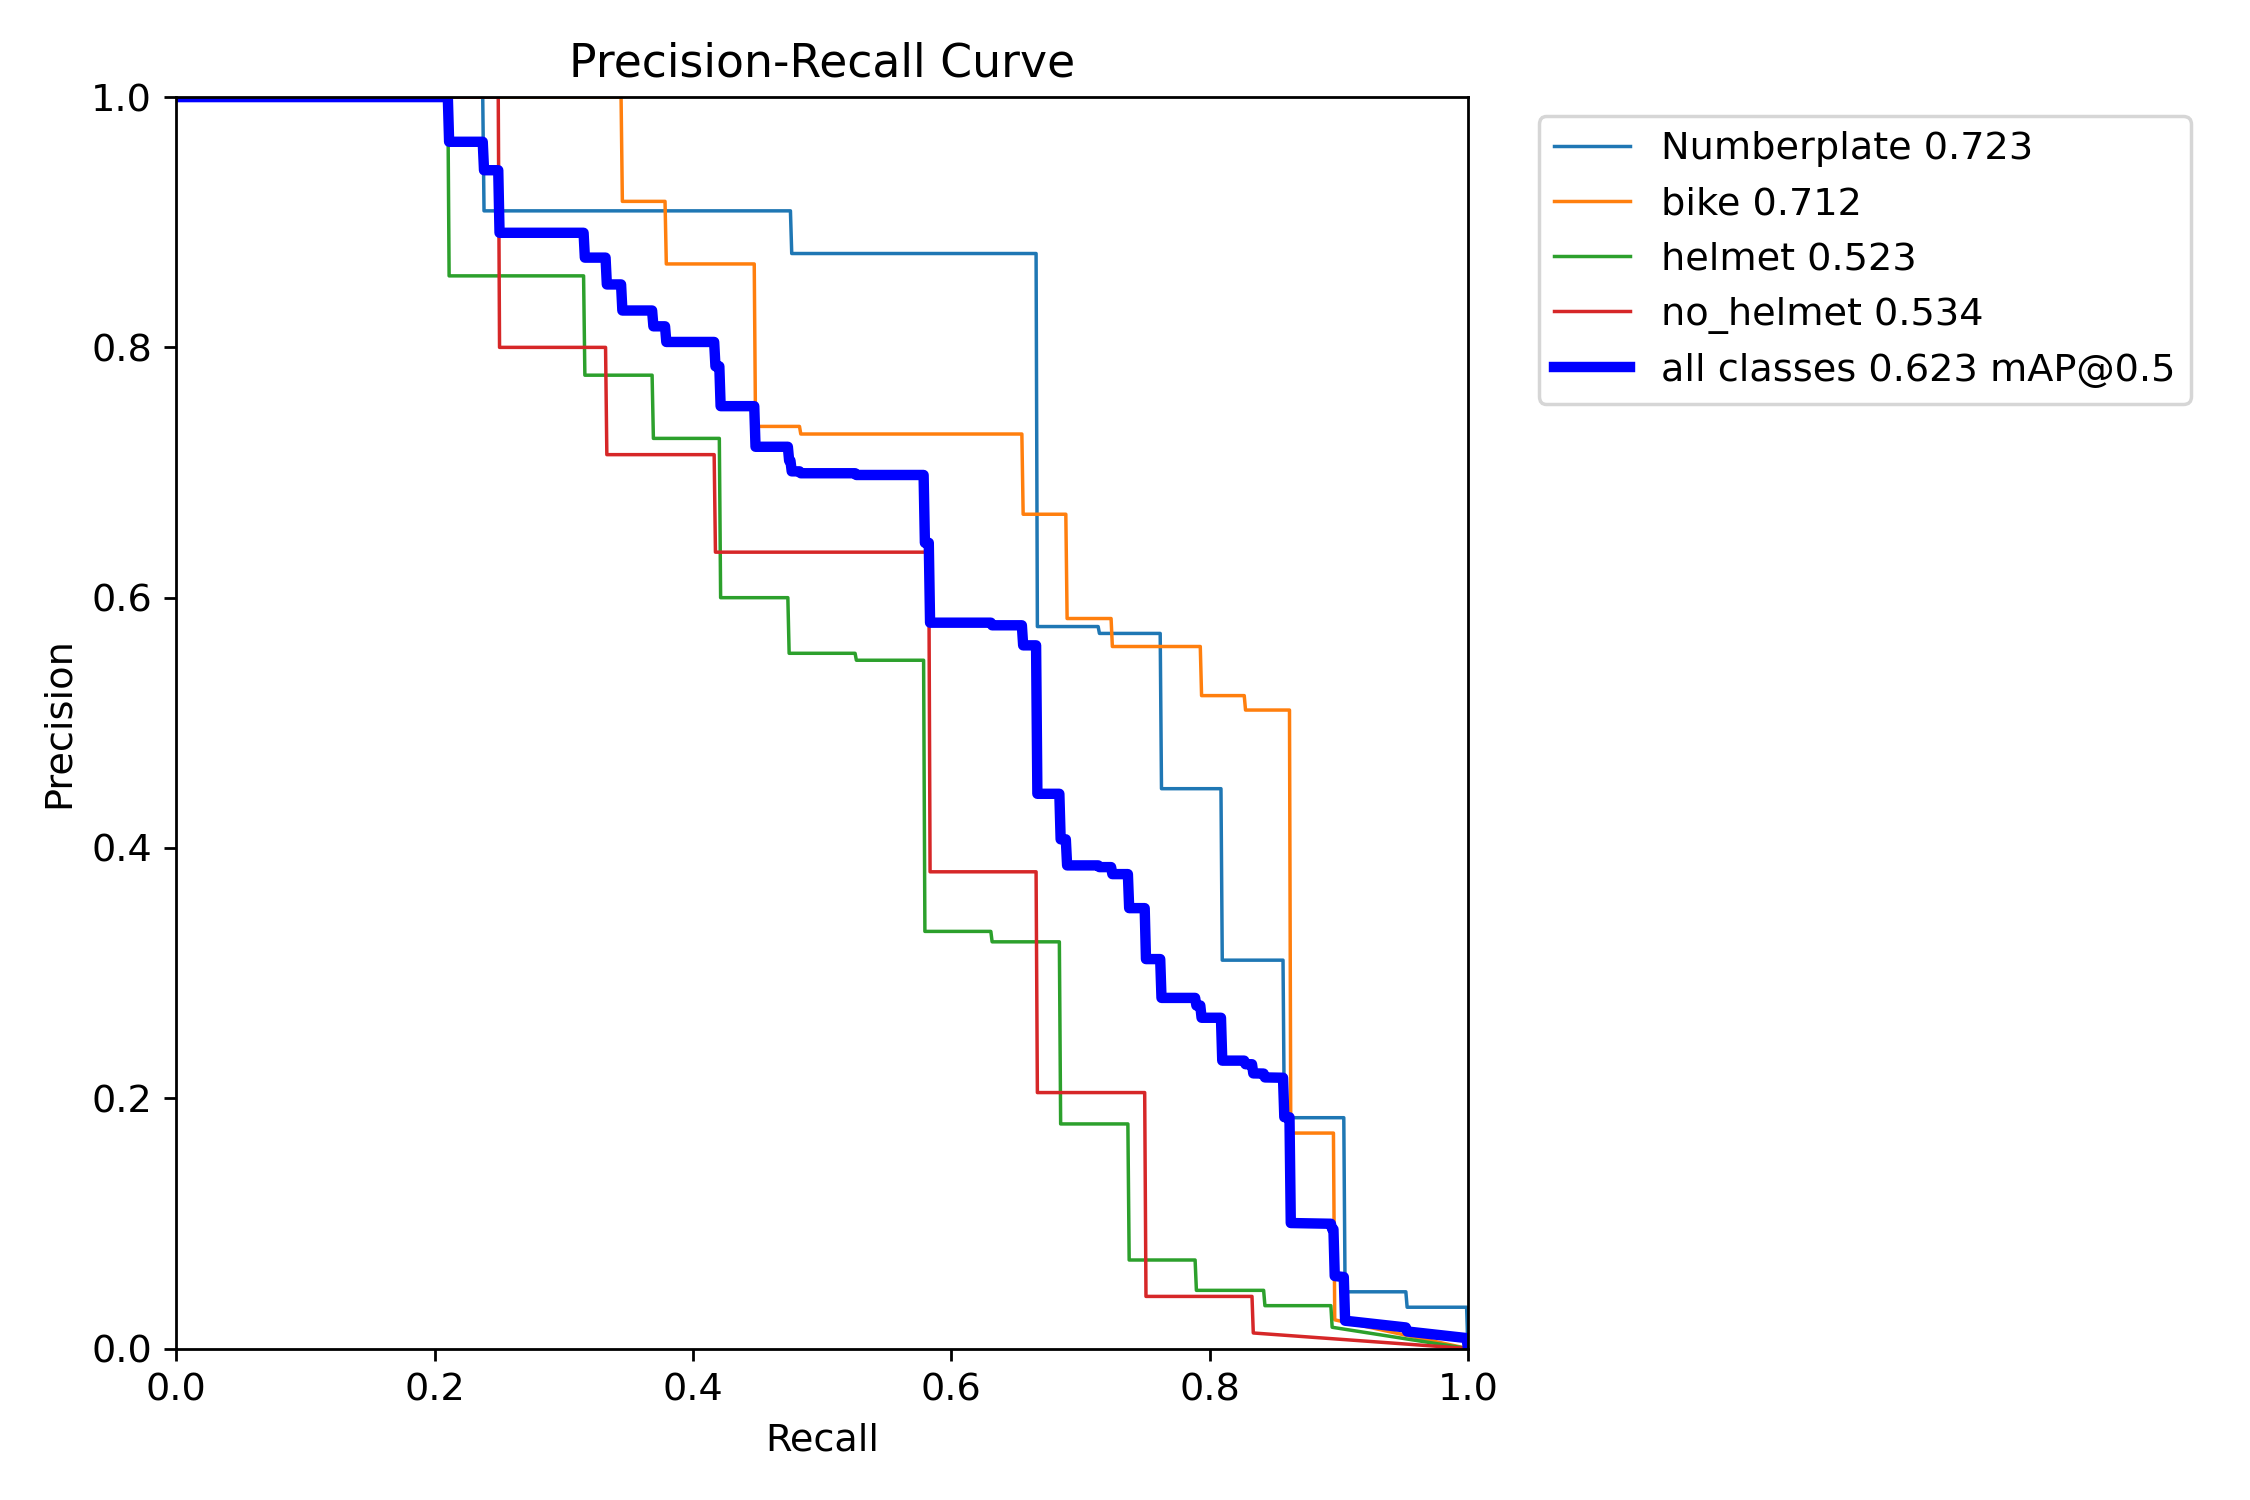 Precision-Recall Curve
1.0
0.8
0.6
0.4
0.2
0.0
Precision
0.0 0.2 0.4 0.6 0.8 1.0
Recall
Numberplate 0.723
bike 0.712
helmet 0.523
no_helmet 0.534
all classes 0.623 mAP@0.5